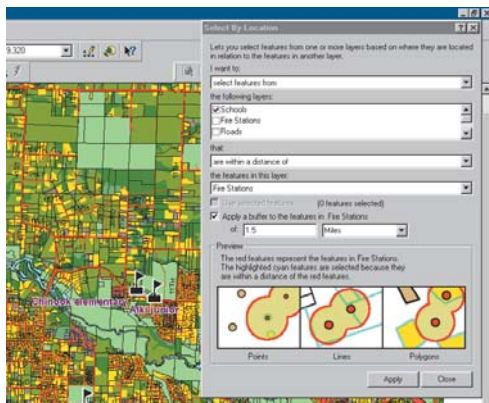 Select By Location
Lets you select features from one or more layers based on where they are located
in relation to the features in another layer.
I want to:
select features from
the following layers:
Schools
Fire Stations
Roads
that:
are within a distance of
the features in this layer:
Fire Stations
Use selected features (0 features selected)
Apply a buffer to the features in Fire Stations
of: 1.5 Miles
Preview
The red features represent the features in Fire Stations.
The highlighted cyan features are selected because they
are within a distance of the red features.
Points Lines Polygons
Apply Close
9.320
Chinook elementary